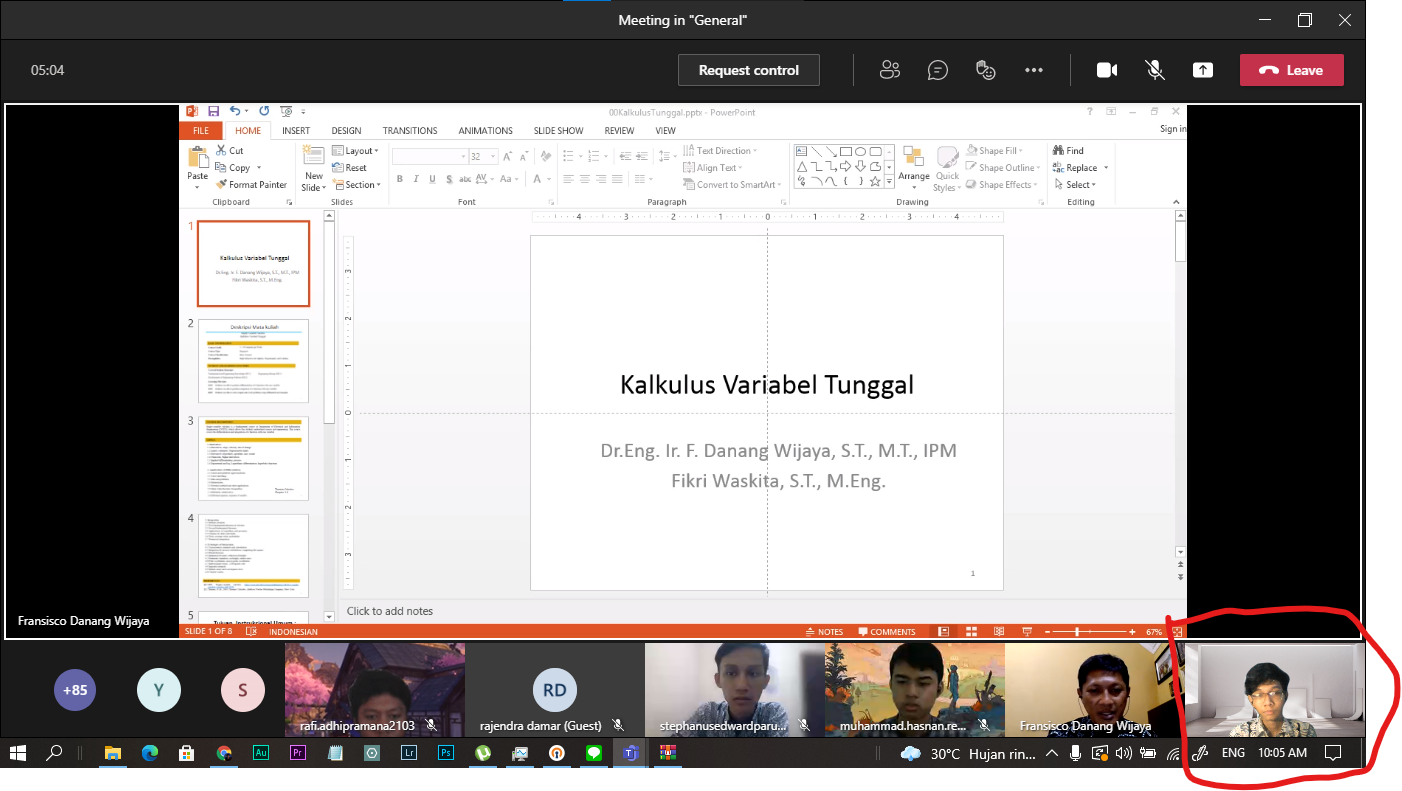 Meeting in "General"
05:04
Request control
Leave
00KalkulusTunggal.pptx - PowerPoint
FILE HOME INSERT DESIGN TRANSITIONS ANIMATIONS SLIDE SHOW REVIEW VIEW
Sign in
Paste
Cut
Copy
Format Painter
Clipboard
New
Slide
Layout
Reset
Section
Slides
32
Font
Text Direction
Align Text
Convert to SmartArt
Paragraph
Arrange
Quick
Styles
Shape Fill
Shape Outline
Shape Effects
Drawing
Find
Replace
Select
Editing
1
Kalkulus Variabel Tunggal
Dr.Eng. Ir. F. Danang Wijaya, S.T., M.T., IPM
Fikri Waskita, S.T., M.Eng.
2
Deskripsi Mata Kuliah
3
4
5
Tujuan Instruksional Umum :
Kalkulus Variabel Tunggal
Dr.Eng. Ir. F. Danang Wijaya, S.T., M.T., IPM
Fikri Waskita, S.T., M.Eng.
1
Click to add notes
Fransisco Danang Wijaya
SLIDE 1 OF 8 INDONESIAN NOTES COMMENTS 67%
+85
Y
S
rafi.adhipramana2103
RD
rajendra damar (Guest)
stephanusedwardparu...
muhammad.hasnan.re...
Fransisco Danang Wijaya
Au Pr Lr Ps
30°C Hujan rin...
ENG 10:05 AM